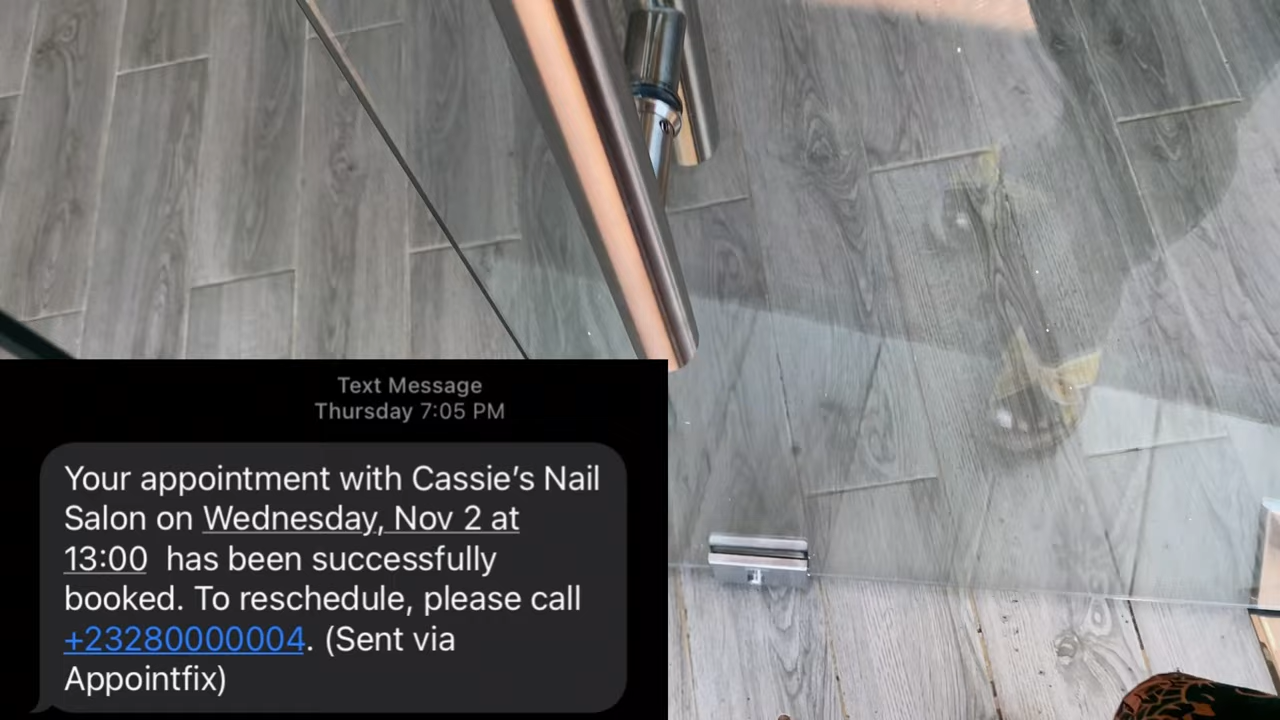 Text Message
Thursday 7:05 PM
Your appointment with Cassie’s Nail
Salon on Wednesday, Nov 2 at
13:00 has been successfully
booked. To reschedule, please call
+23280000004. (Sent via
Appointfix)